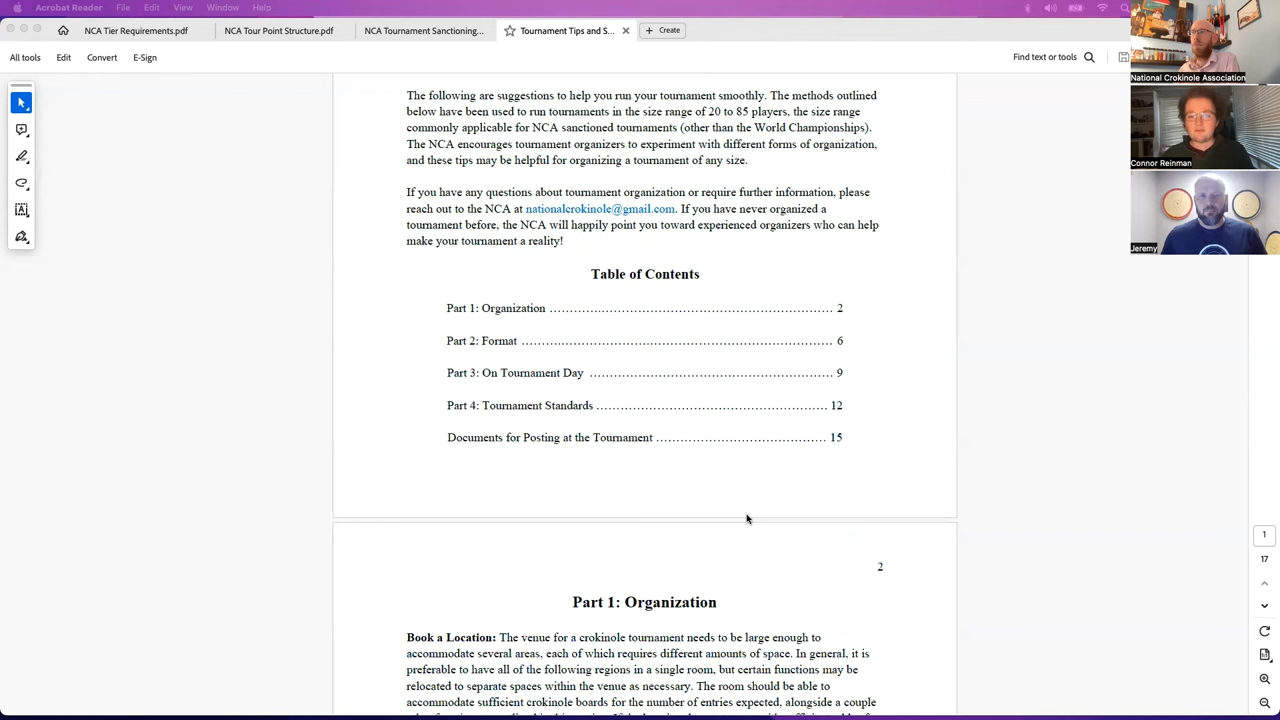 Acrobat Reader File Edit View Window Help
NCA Tier Requirements.pdf NCA Tour Point Structure.pdf NCA Tournament Sanctioning... Tournament Tips and S... Create
All tools Edit Convert E-Sign Find text or tools
National Crokinole Association
Connor Reinman
Jeremy
The following are suggestions to help you run your tournament smoothly. The methods outlined
below have been used to run tournaments in the size range of 20 to 85 players, the size range
commonly applicable for NCA sanctioned tournaments (other than the World Championships).
The NCA encourages tournament organizers to experiment with different forms of organization,
and these tips may be helpful for organizing a tournament of any size.
If you have any questions about tournament organization or require further information, please
reach out to the NCA at nationalcrokinole@gmail.com. If you have never organized a
tournament before, the NCA will happily point you toward experienced organizers who can help
make your tournament a reality!
Table of Contents
Part 1: Organization ........................................................................ 2
Part 2: Format ................................................................................ 6
Part 3: On Tournament Day ............................................................. 9
Part 4: Tournament Standards .......................................................... 12
Documents for Posting at the Tournament .......................................... 15
1
17
2
Part 1: Organization
Book a Location: The venue for a crokinole tournament needs to be large enough to
accommodate several areas, each of which requires different amounts of space. In general, it is
preferable to have all of the following regions in a single room, but certain functions may be
relocated to separate spaces within the venue as necessary. The room should be able to
accommodate sufficient crokinole boards for the number of entries expected, alongside a couple